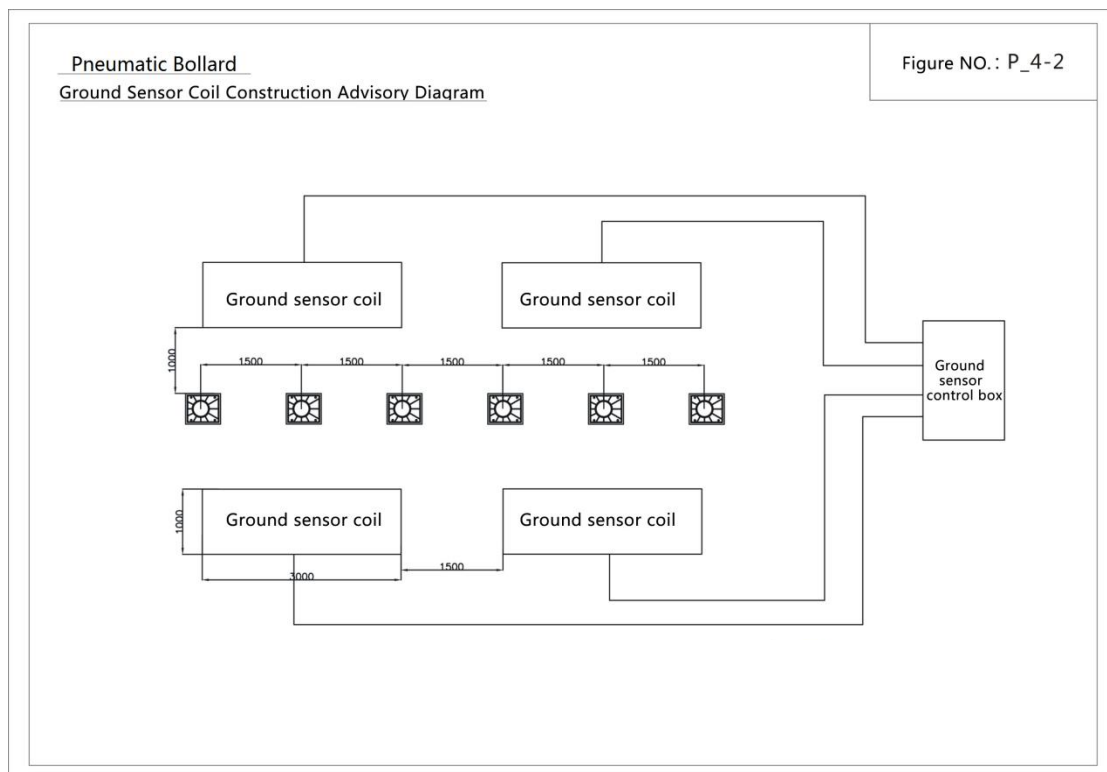 Pneumatic Bollard
Ground Sensor Coil Construction Advisory Diagram
Figure NO.: P_4-2
Ground sensor coil
Ground sensor coil
1000
1500
1500
1500
1500
1500
Ground
sensor
control box
Ground sensor coil
Ground sensor coil
1000
3000
1500